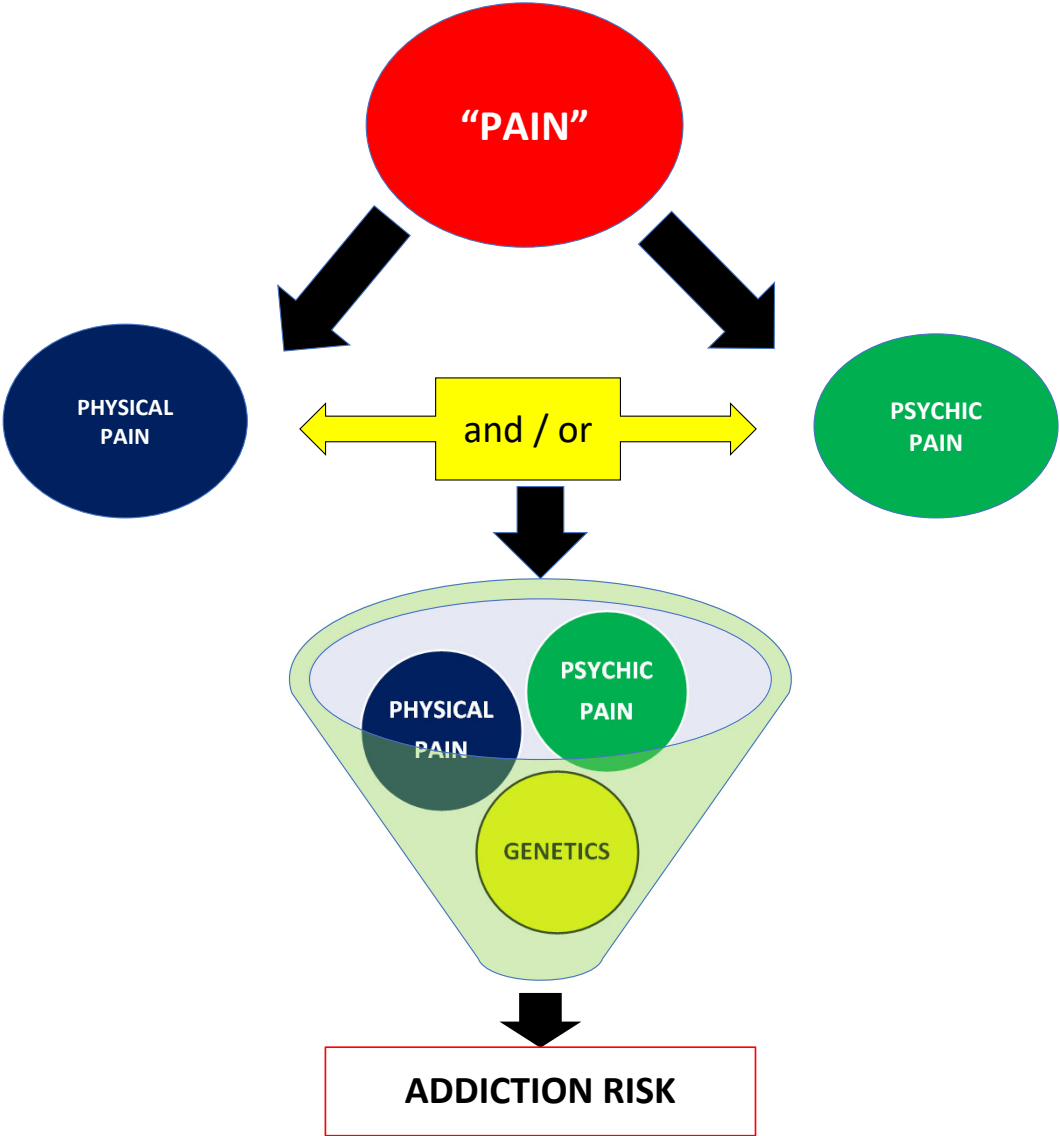 “PAIN”
PHYSICAL
PAIN
and / or
PSYCHIC
PAIN
PSYCHIC
PAIN
PHYSICAL
PAIN
GENETICS
ADDICTION RISK